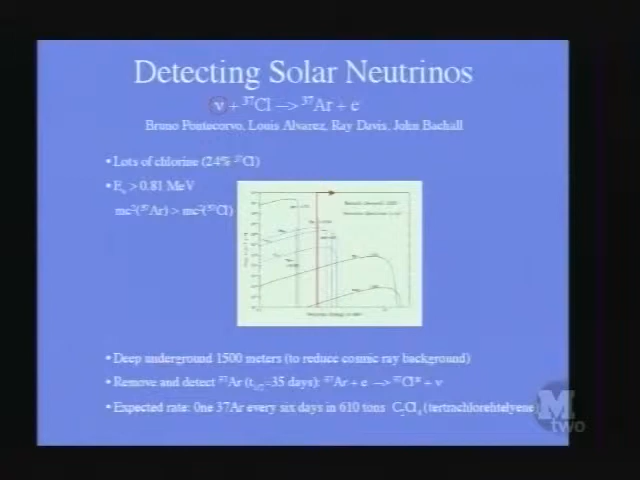 Detecting Solar Neutrinos
ν + ³⁷Cl –> ³⁷Ar + e
Bruno Pontecorvo, Louis Alvarez, Ray Davis, John Bachall
• Lots of chlorine (24% ³⁷Cl)
• Eᵥ > 0.81 MeV
mc²(³⁷Ar) > mc²(³⁷Cl)
• Deep underground 1500 meters (to reduce cosmic ray background)
• Remove and detect ³⁷Ar (t₁/₂=35 days): ³⁷Ar + e –> ³⁷Cl* + ν
• Expected rate: One 37Ar every six days in 610 tons C₂Cl₄ (tertrachlorehtelyene)
M
two